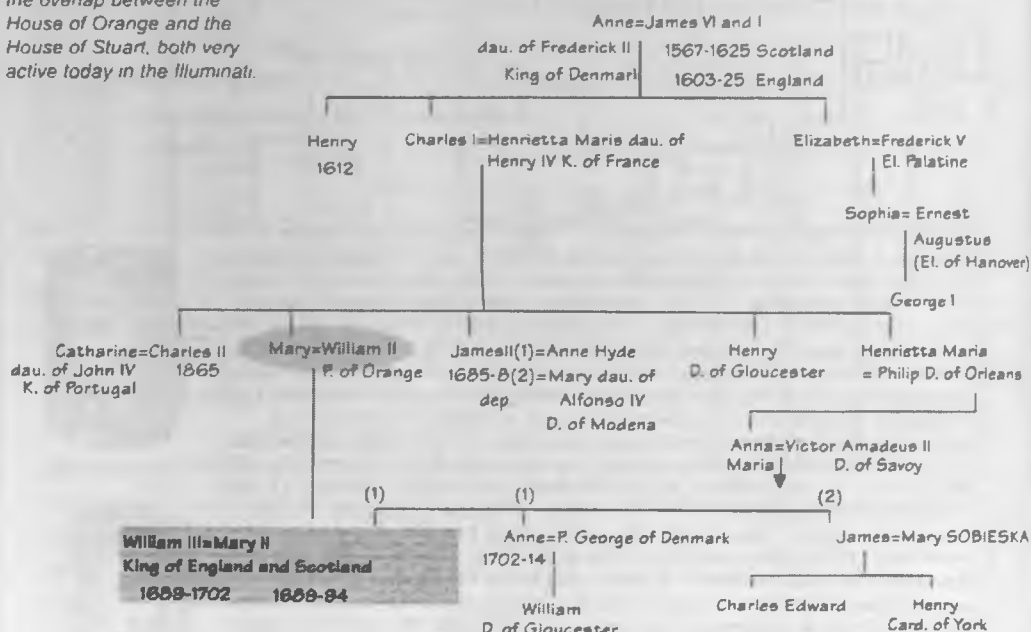 the overlap between the
House of Orange and the
House of Stuart, both very
active today in the Illuminati.
Anne=James VI and I
dau. of Frederick II
1567-1625 Scotland
King of Denmark
1603-25 England
Henry
1612
Charles I=Henrietta Maria dau. of
Henry IV K. of France
Elizabeth=Frederick V
El. Palatine
Sophia= Ernest
Augustus
(El. of Hanover)
George I
Catharine=Charles II
dau. of John IV
1865
K. of Portugal
Mary=William II
P. of Orange
JamesII(1)=Anne Hyde
1685-8(2)=Mary dau. of
dep
Alfonso IV
D. of Modena
Henry
D. of Gloucester
Henrietta Maria
= Philip D. of Orleans
Anna=Victor Amadeus II
Maria
D. of Savoy
(1)
(1)
(2)
William III=Mary II
King of England and Scotland
1689-1702 1689-94
Anne=P. George of Denmark
1702-14
William
D. of Gloucester
James=Mary SOBIESKA
Charles Edward
Henry
Card. of York